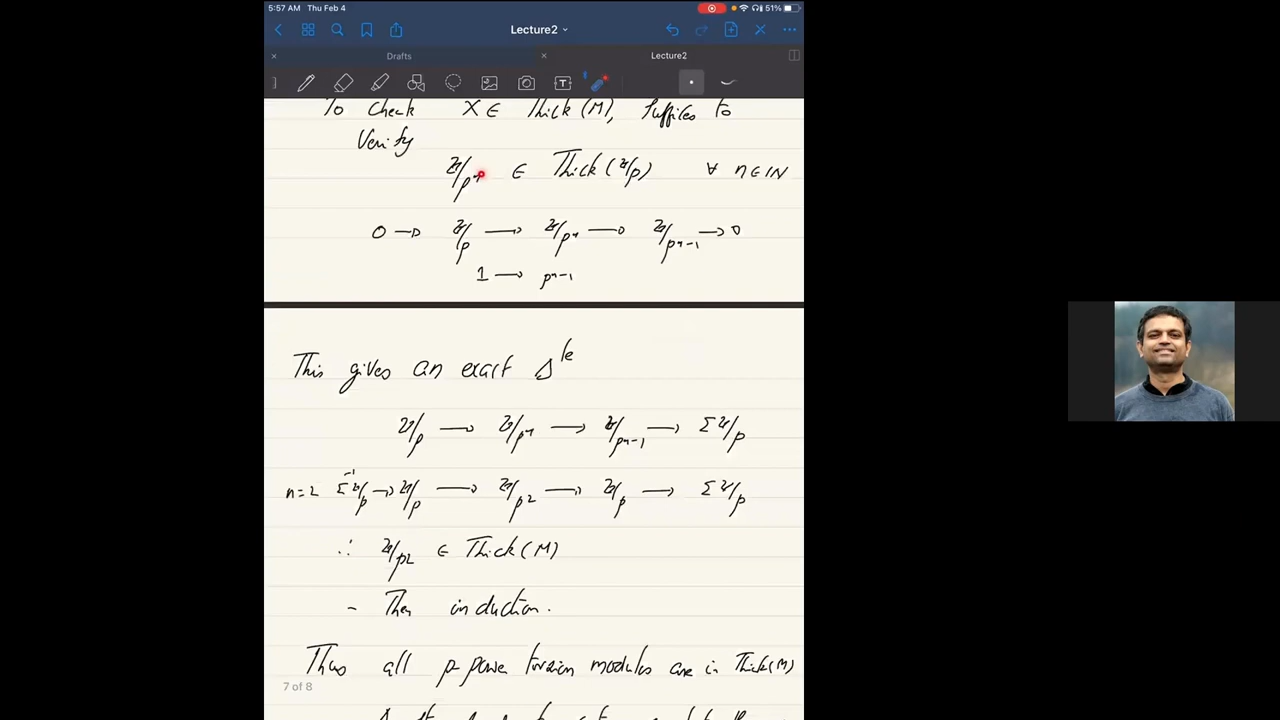 5:57 AM Thu Feb 4
51%
Lecture2
Drafts
Lecture2
To check X ∈ Thick(M), suffices to
Verify
ℤ/pⁿ ∈ Thick(ℤ/p) ∀ n ∈ ℕ
0 → ℤ/p → ℤ/pⁿ → ℤ/pⁿ⁻¹ → 0
1 → pⁿ⁻¹
This gives an exact Δˡᵉ
ℤ/p → ℤ/pⁿ → ℤ/pⁿ⁻¹ → Σℤ/p
n=2 Σ⁻¹ℤ/p → ℤ/p → ℤ/p² → ℤ/p → Σℤ/p
∴ ℤ/p² ∈ Thick(M)
- Then induction.
Thus all p-power torsion modules are in Thick(M)
7 of 8